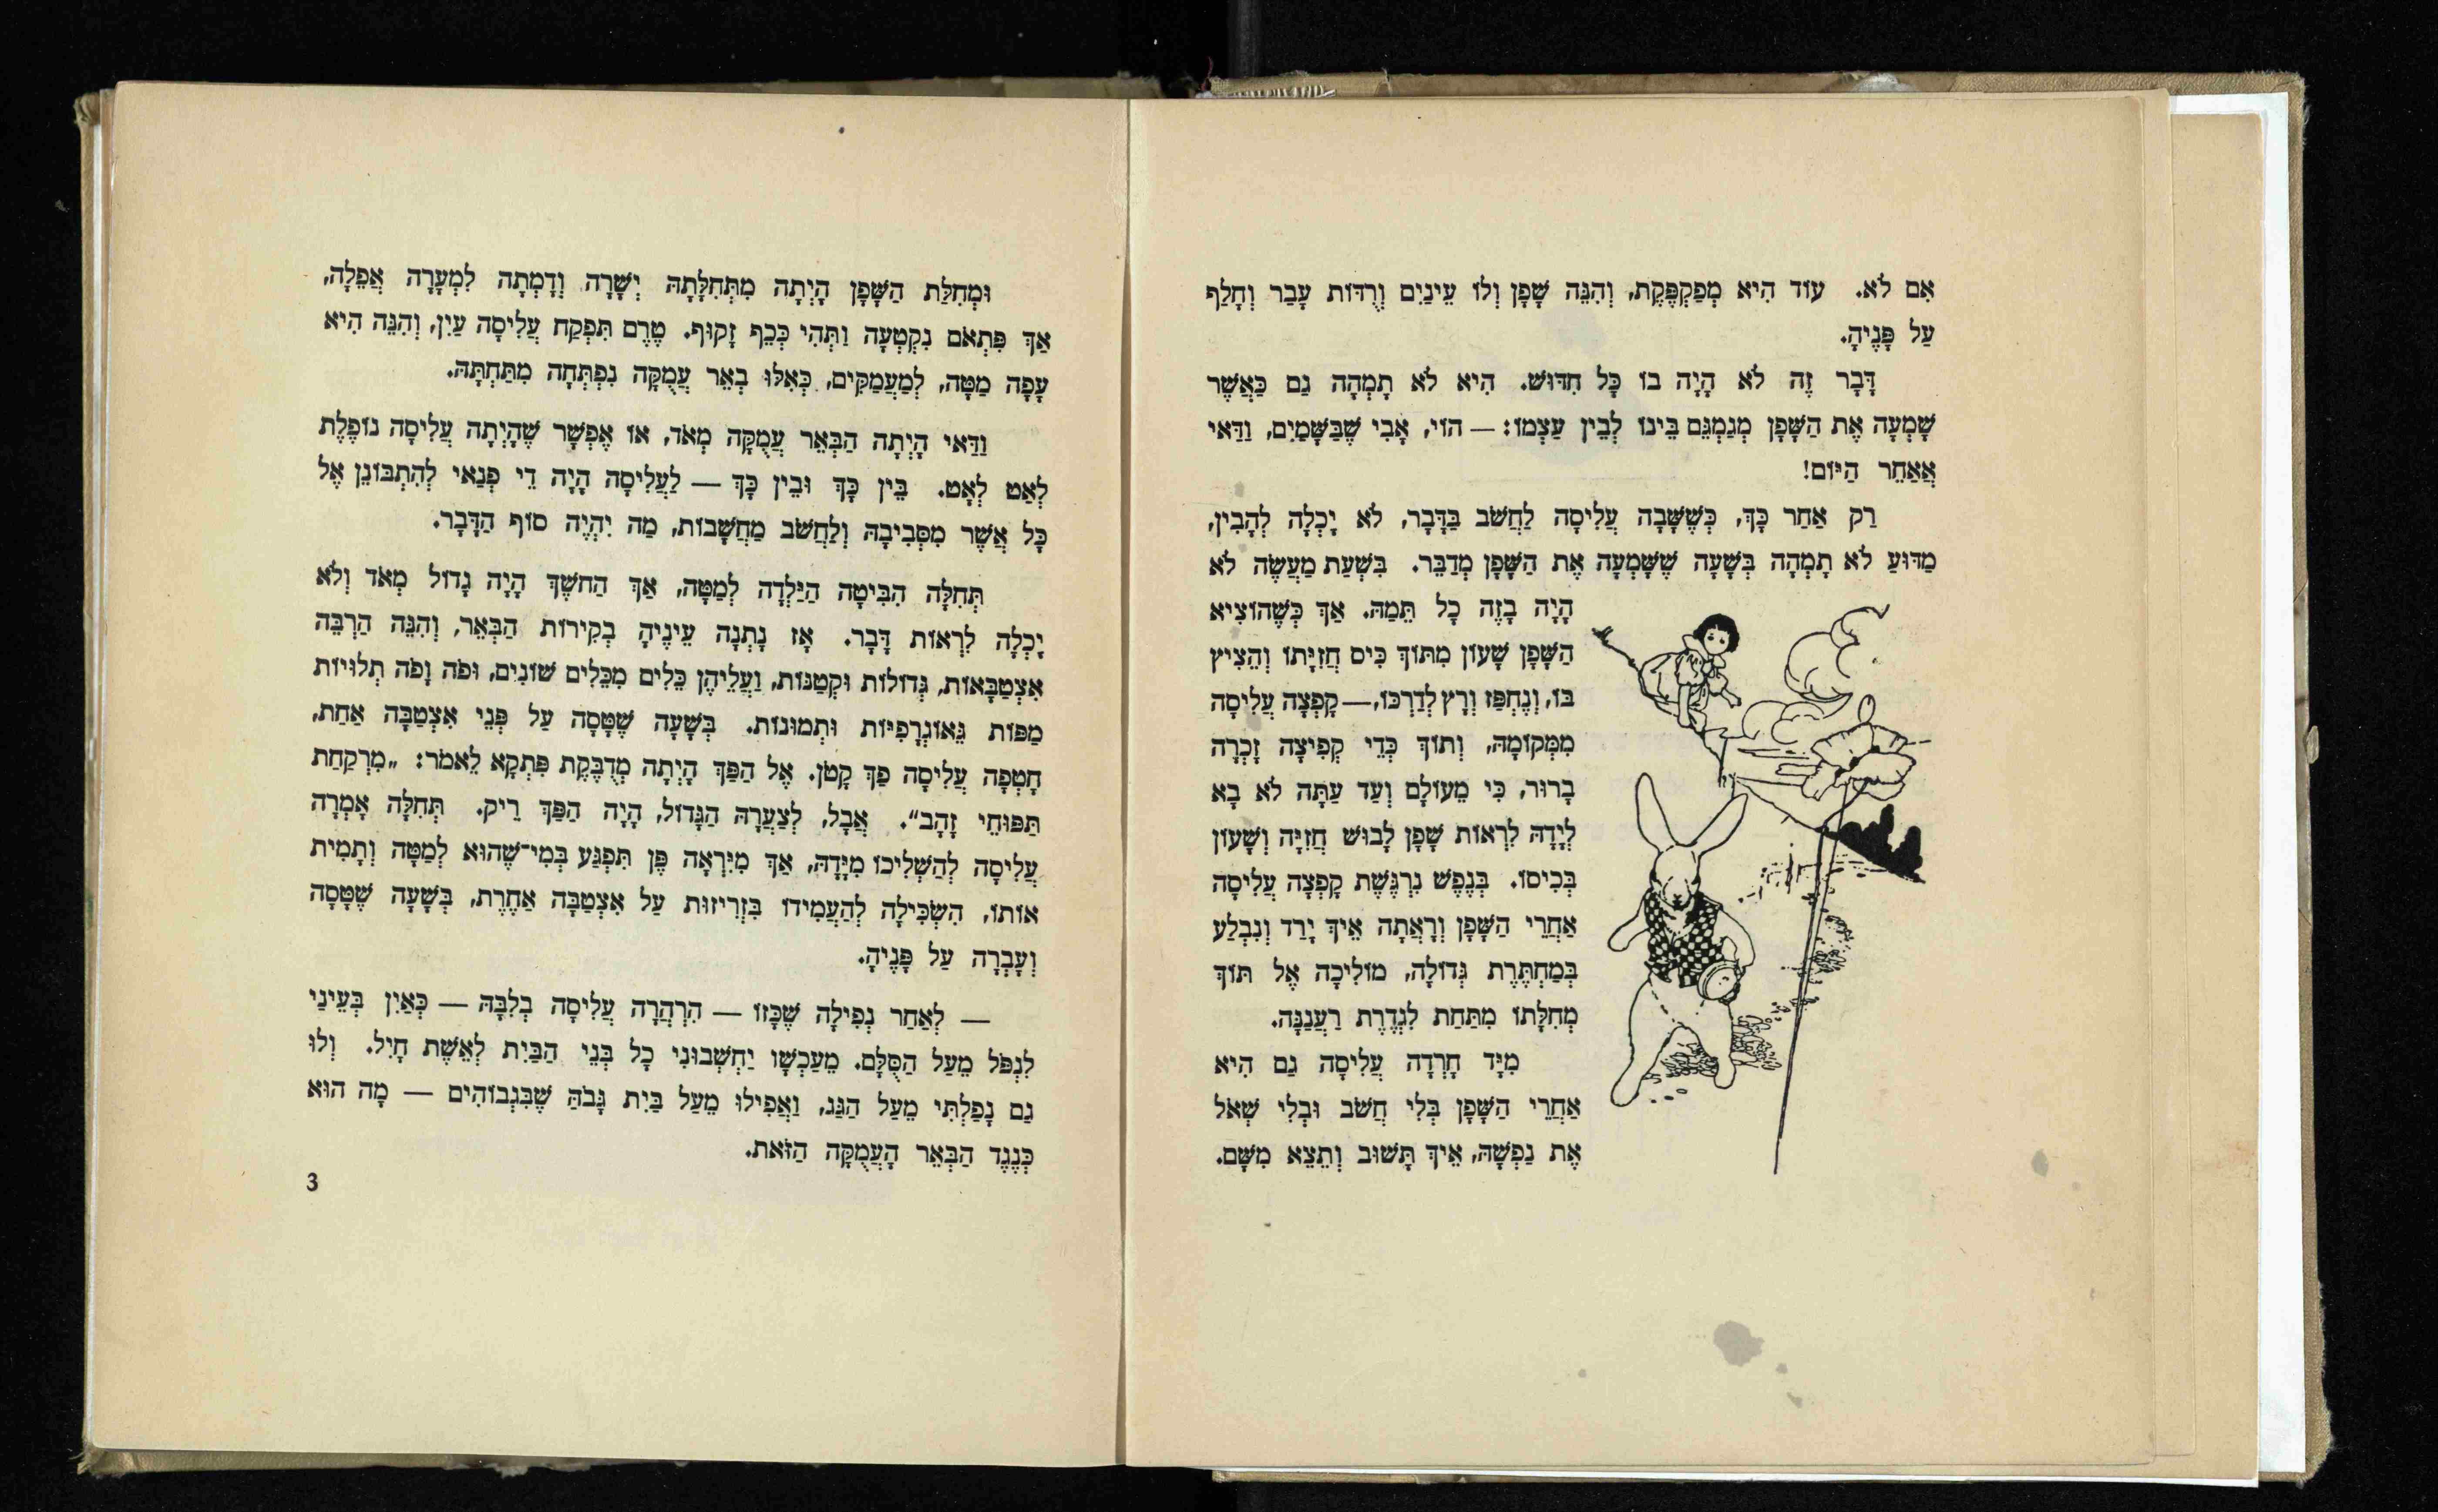 אִם לֹא. עוֹד הִיא מְפַקְפֶּקֶת, וְהִנֵּה שָׁפָן וְלוֹ עֵינַיִם וְרֻדּוֹת עָבַר וְחָלַף
עַל פָּנֶיהָ.
דָּבָר זֶה לֹא הָיָה בוֹ כָּל חִדּוּשׁ. הִיא לֹא תָמְהָה גַם כַּאֲשֶׁר
שָׁמְעָה אֶת הַשָּׁפָן מְגַמְגֵּם בֵּינוֹ לְבֵין עַצְמוֹ: — הוֹי, אָבִי שֶׁבַּשָּׁמַיִם, וַדַּאי
אֲאַחֵר הַיּוֹם!
רַק אַחַר כָּךְ, כְּשֶׁשָּׁבָה עֲלִיסָה לַחֲשֹׁב בַּדָּבָר, לֹא יָכְלָה לְהָבִין,
מַדּוּעַ לֹא תָמְהָה בְּשָׁעָה שֶׁשָּׁמְעָה אֶת הַשָּׁפָן מְדַבֵּר. בִּשְׁעַת מַעֲשֶׂה לֹא
הָיָה בָזֶה כָל תֵּמַהּ. אַךְ כְּשֶׁהוֹצִיא
הַשָּׁפָן שָׁעוֹן מִתּוֹךְ כִּיס חֲזִיָּתוֹ וְהֵצִיץ
בּוֹ, וְנֶחְפַּז וְרָץ לְדַרְכּוֹ,—קָפְצָה עֲלִיסָה
מִמְּקוֹמָהּ, וְתוֹךְ כְּדֵי קְפִיצָה זָכְרָה
בָרוּר, כִּי מֵעוֹלָם וְעַד עַתָּה לֹא בָא
לְיָדָהּ לִרְאוֹת שָׁפָן לָבוּשׁ חֲזִיָּה וְשָׁעוֹן
בְּכִיסוֹ. בְּנֶפֶשׁ נִרְגֶּשֶׁת קָפְצָה עֲלִיסָה
אַחֲרֵי הַשָּׁפָן וְרָאֲתָה אֵיךְ יָרַד וְנִבְלַע
בְּמַחְתֶּרֶת גְּדוֹלָה, מוֹלִיכָה אֶל תּוֹךְ
מְחִלָּתוֹ מִתַּחַת לִגְדֶרֶת רַעֲנַנָּה.
מִיָּד חָרְדָה עֲלִיסָה גַם הִיא
אַחֲרֵי הַשָּׁפָן בְּלִי חֲשֹׁב וּבְלִי שְׁאֹל
אֶת נַפְשָׁהּ, אֵיךְ תָּשׁוּב וְתֵצֵא מִשָּׁם.
וּמְחִלַּת הַשָּׁפָן הָיְתָה מִתְּחִלָּתָהּ יְשָׁרָה וְדָמְתָה לִמְעָרָה אֲפֵלָה,
אַךְ פִּתְאֹם נִקְטְעָה וַתְּהִי כְּכֵף זָקוּף. טֶרֶם תִּפְקַח עֲלִיסָה עַיִן, וְהִנֵּה הִיא
עָפָה מַטָּה, לְמַעֲמַקִּים, כְּאִלּוּ בְאֵר עֲמֻקָּה נִפְתְּחָה מִתַּחְתָּהּ.
וַדַּאי הָיְתָה הַבְּאֵר עֲמֻקָּה מְאֹד, אוֹ אֶפְשָׁר שֶׁהָיְתָה עֲלִיסָה נוֹפֶלֶת
לְאַט לְאָט. בֵּין כָּךְ וּבֵין כָּךְ — לַעֲלִיסָה הָיָה דֵי פְנַאי לְהִתְבּוֹנֵן אֶל
כָּל אֲשֶׁר מִסְּבִיבָהּ וְלַחֲשֹׁב מַחֲשָׁבוֹת, מַה יִּהְיֶה סוֹף הַדָּבָר.
תְּחִלָּה הִבִּיטָה הַיַּלְדָה לְמַטָּה, אַךְ הַחֹשֶׁךְ הָיָה גָדוֹל מְאֹד וְלֹא
יָכְלָה לִרְאוֹת דָּבָר. אָז נָתְנָה עֵינֶיהָ בְקִירוֹת הַבְּאֵר, וְהִנֵּה הַרְבֵּה
אִצְטַבָּאוֹת, גְּדוֹלוֹת וּקְטַנּוֹת, וַעֲלֵיהֶן כֵּלִים מִכֵּלִים שׁוֹנִים, וּפֹה וָפֹה תְלוּיוֹת
מַפּוֹת גֵּאוֹגְרָפִיּוֹת וּתְמוּנוֹת. בְּשָׁעָה שֶׁטָּסָה עַל פְּנֵי אִצְטַבָּה אַחַת,
חָטְפָה עֲלִיסָה פַּךְ קָטֹן. אֶל הַפַּךְ הָיְתָה מְדֻבֶּקֶת פִּתְקָא לֵאמֹר: „מִרְקַחַת
תַּפּוּחֵי זָהָב". אֲבָל, לְצַעֲרָהּ הַגָּדוֹל, הָיָה הַפַּךְ רֵיק. תְּחִלָּה אָמְרָה
עֲלִיסָה לְהַשְׁלִיכוֹ מִיָּדָהּ, אַךְ מִיִּרְאָה פֶּן תִּפְגַּע בְּמִי־שֶׁהוּא לְמַטָּה וְתָמִית
אוֹתוֹ, הִשְׂכִּילָה לְהַעֲמִידוֹ בִּזְרִיזוּת עַל אִצְטַבָּה אַחֶרֶת, בְּשָׁעָה שֶׁטָּסָה
וְעָבְרָה עַל פָּנֶיהָ.
— לְאַחַר נְפִילָה שֶׁכָּזוֹ — הִרְהֲרָה עֲלִיסָה בְלִבָּהּ — כְּאַיִן בְּעֵינַי
לִנְפֹּל מֵעַל הַסֻּלָּם. מֵעַכְשָׁו יַחְשְׁבוּנִי כָל בְּנֵי הַבַּיִת לְאֵשֶׁת חָיִל. וְלוּ
גַם נָפַלְתִּי מֵעַל הַגַּג, וַאֲפִילוּ מֵעַל בַּיִת גָּבֹהַּ שֶׁבִּגְבוֹהִים — מָה הוּא
כְּנֶגֶד הַבְּאֵר הָעֲמֻקָּה הַזֹּאת.
3